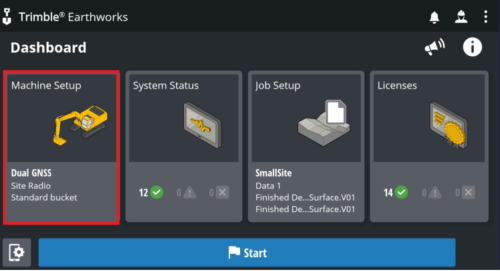 Trimble® Earthworks
Dashboard
Machine Setup
Dual GNSS
Site Radio
Standard bucket
System Status
12 0 0
Job Setup
SmallSite
Data 1
Finished De...Surface.V01
Finished De...Surface.V01
Licenses
14 0 0
Start